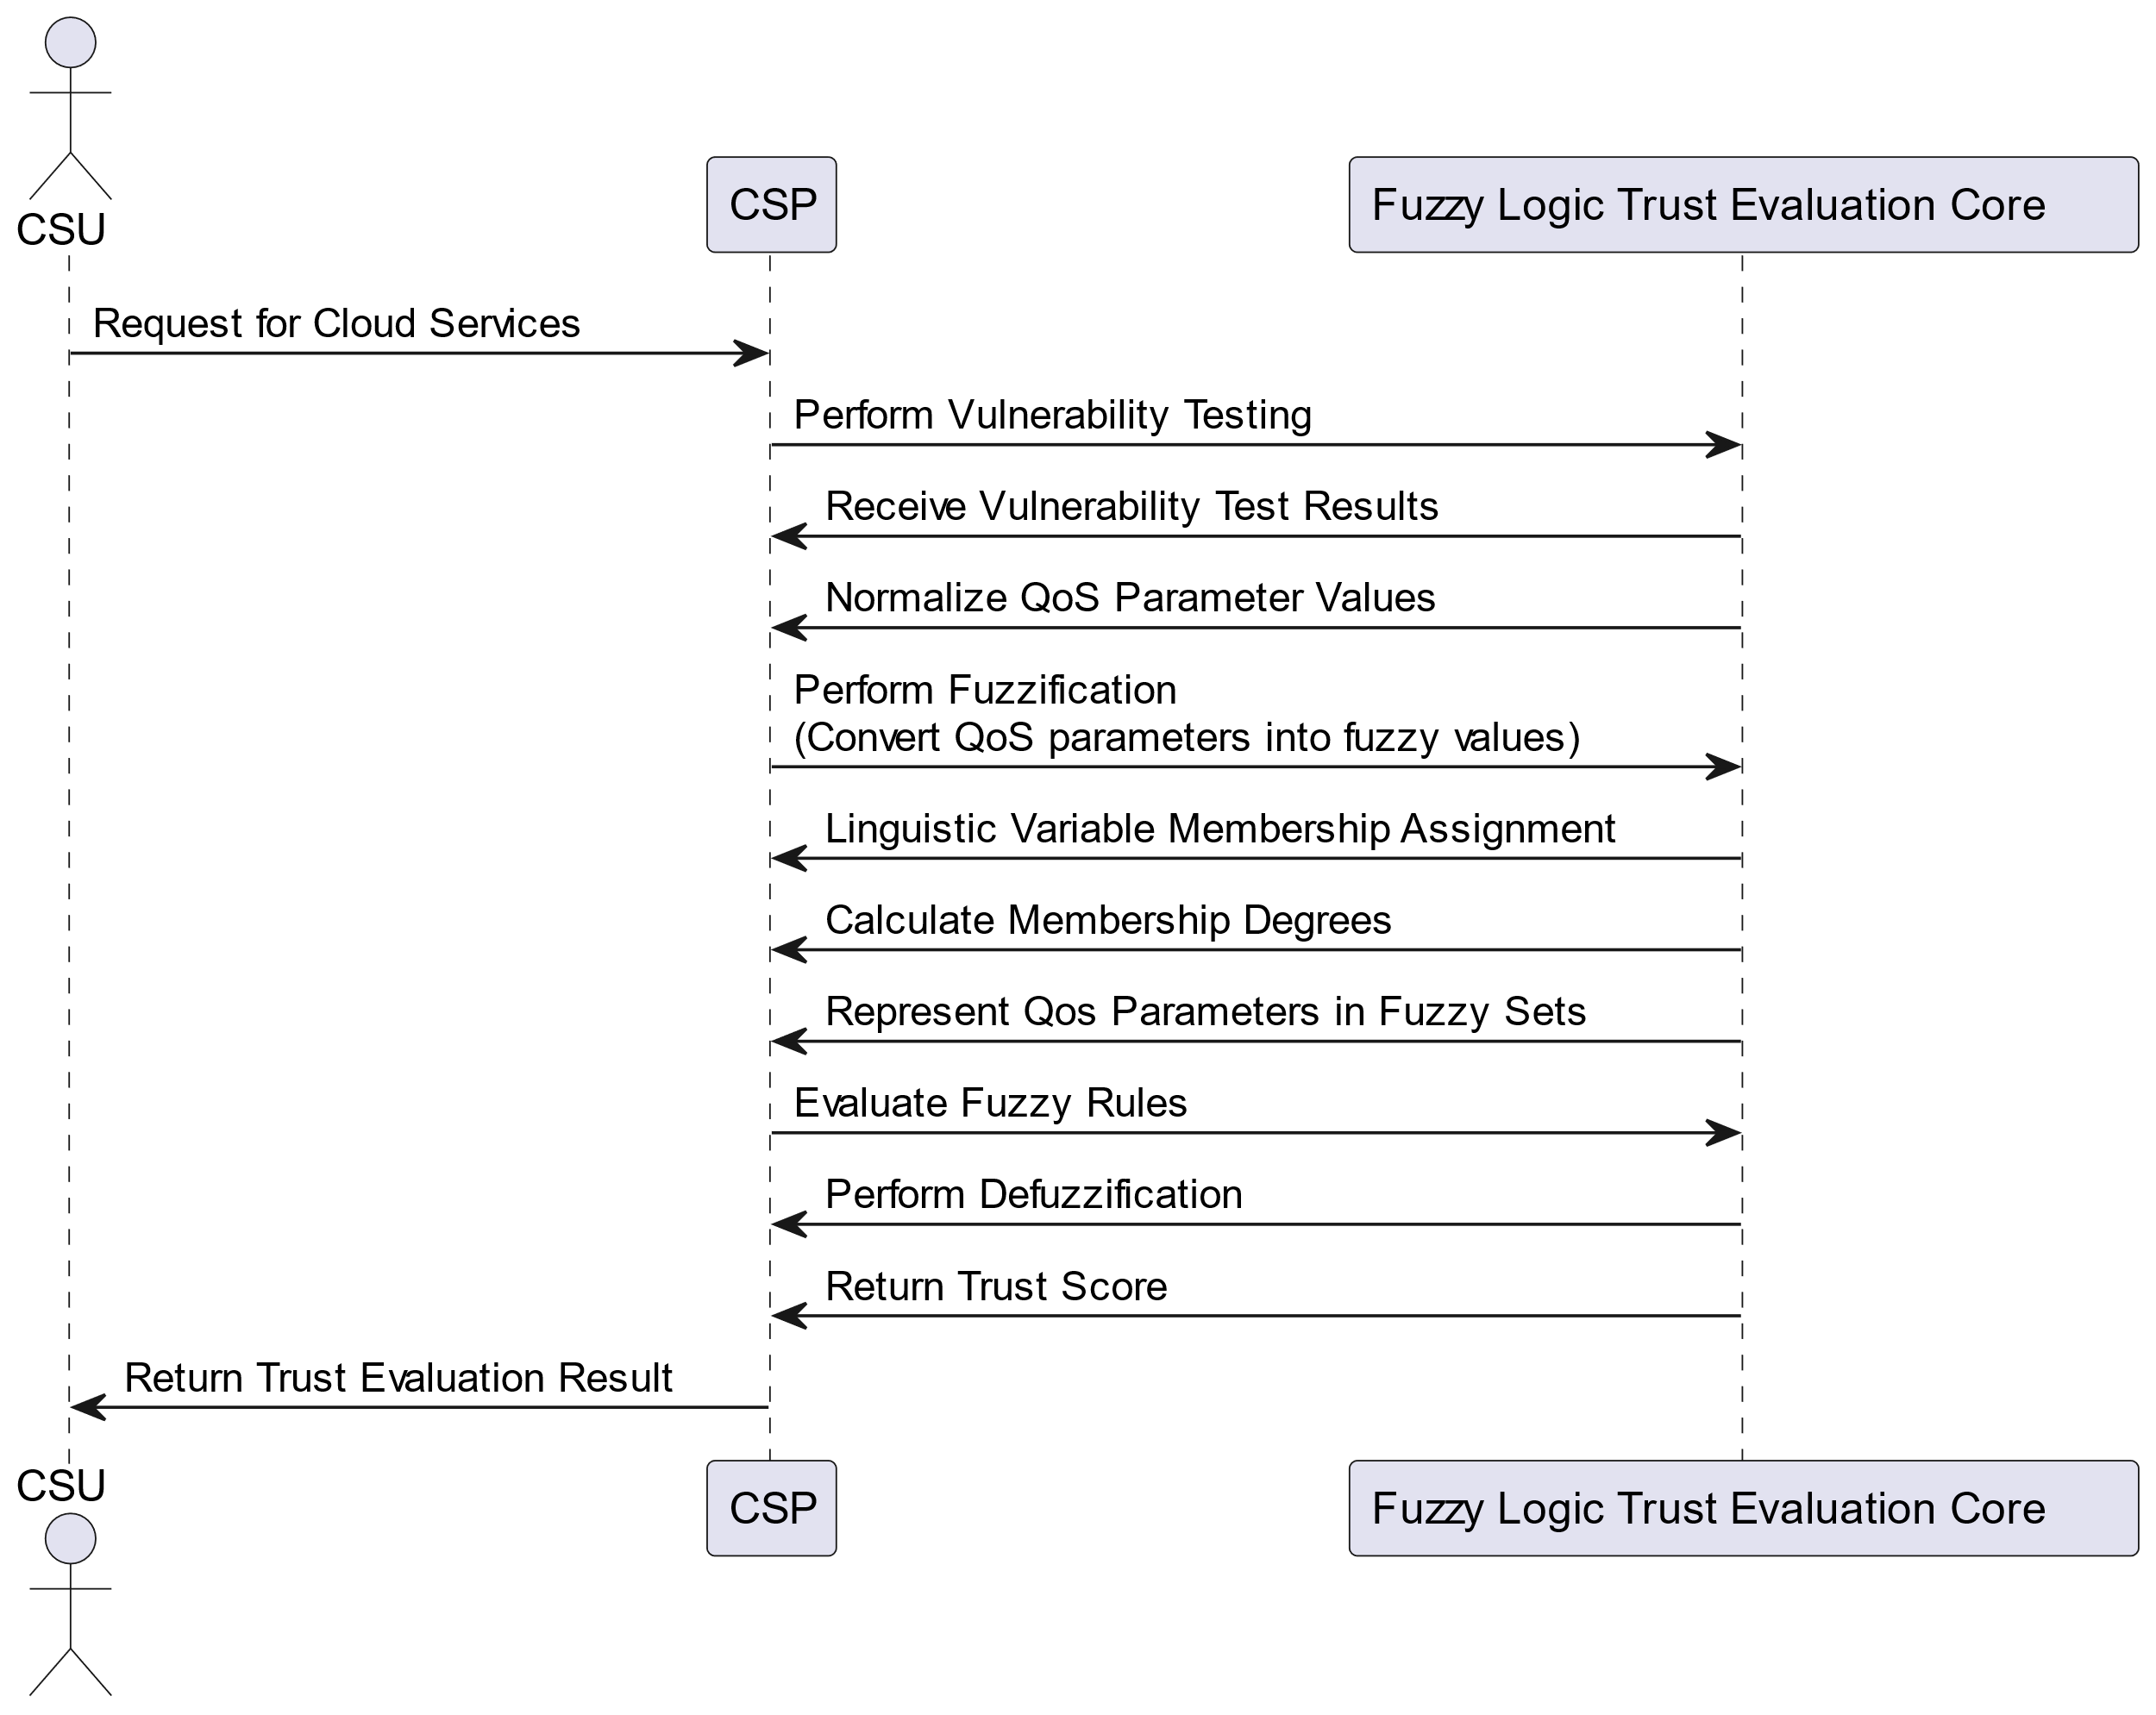 CSU
CSP
Fuzzy Logic Trust Evaluation Core
Request for Cloud Services
Perform Vulnerability Testing
Receive Vulnerability Test Results
Normalize QoS Parameter Values
Perform Fuzzification
(Convert QoS parameters into fuzzy values)
Linguistic Variable Membership Assignment
Calculate Membership Degrees
Represent Qos Parameters in Fuzzy Sets
Evaluate Fuzzy Rules
Perform Defuzzification
Return Trust Score
Return Trust Evaluation Result
CSU
CSP
Fuzzy Logic Trust Evaluation Core